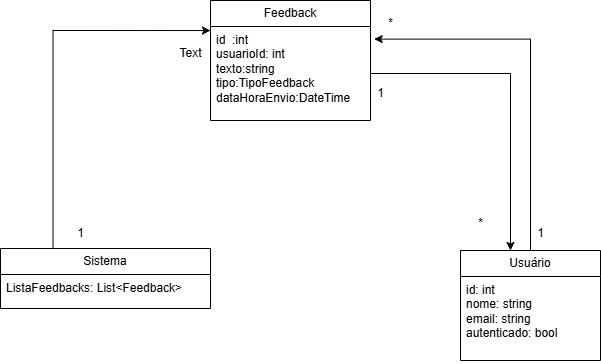 Feedback
id :int
usuarioId: int
texto:string
tipo:TipoFeedback
dataHoraEnvio:DateTime
*
Text
1
1
*
1
Sistema
ListaFeedbacks: List<Feedback>
Usuário
id: int
nome: string
email: string
autenticado: bool